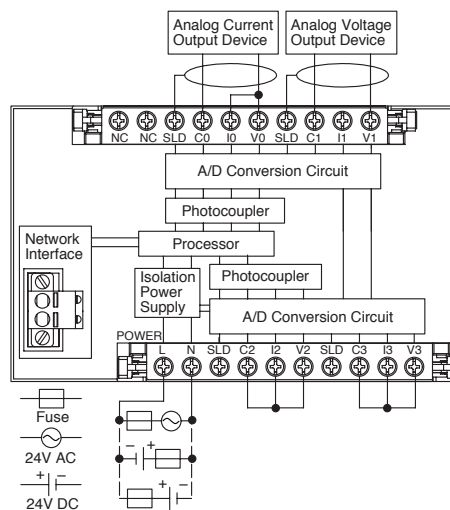 Analog Current
Output Device
Analog Voltage
Output Device
NC NC SLD C0 I0 V0 SLD C1 I1 V1
A/D Conversion Circuit
Photocoupler
Network
Interface
Processor
Isolation
Power
Supply
Photocoupler
A/D Conversion Circuit
POWER
L N SLD C2 I2 V2 SLD C3 I3 V3
Fuse
24V AC
+ −
24V DC
− +
+ −